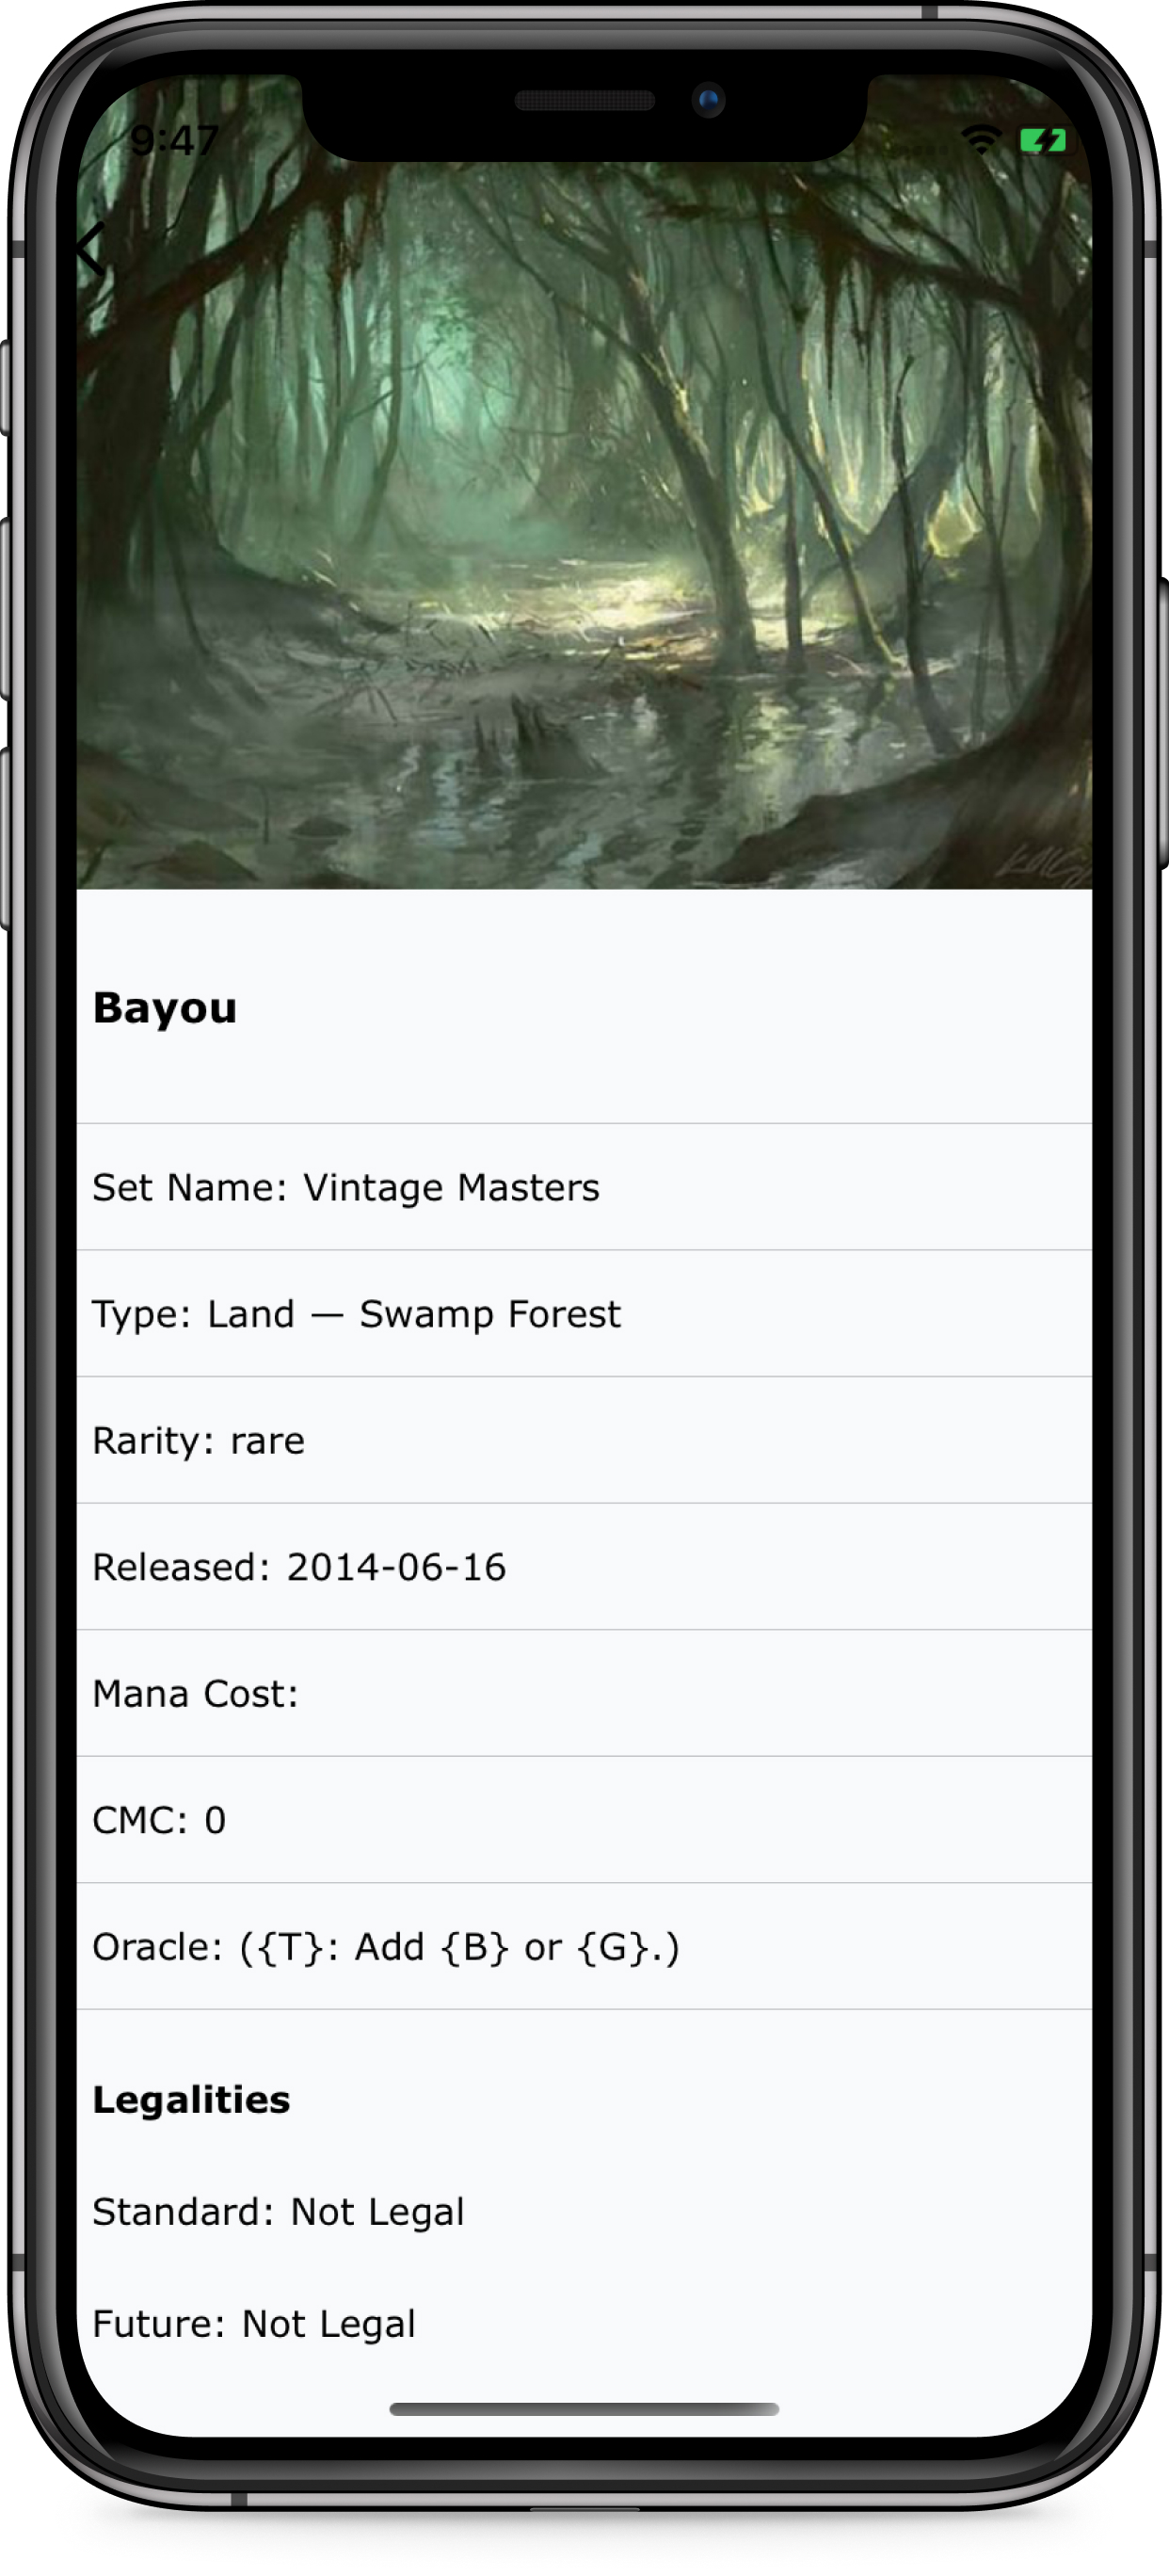 9:47
Bayou
Set Name: Vintage Masters
Type: Land — Swamp Forest
Rarity: rare
Released: 2014-06-16
Mana Cost:
CMC: 0
Oracle: ({T}: Add {B} or {G}.)
Legalities
Standard: Not Legal
Future: Not Legal